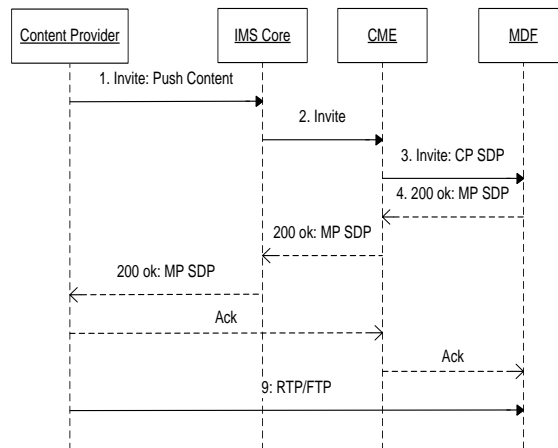 Content Provider
IMS Core
CME
MDF
1. Invite: Push Content
2. Invite
3. Invite: CP SDP
4. 200 ok: MP SDP
200 ok: MP SDP
200 ok: MP SDP
Ack
Ack
9: RTP/FTP